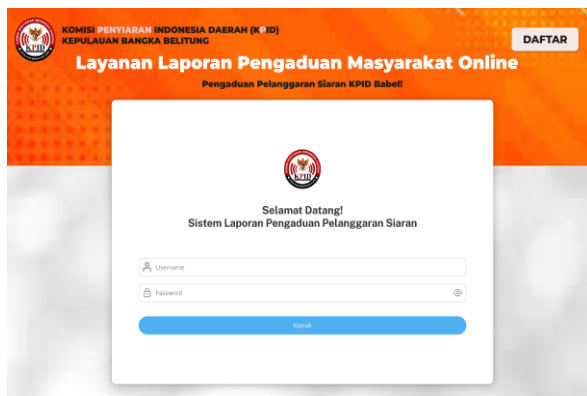 KOMISI PENYIARAN INDONESIA DAERAH (KPID)
KEPULAUAN BANGKA BELITUNG
DAFTAR
Layanan Laporan Pengaduan Masyarakat Online
Pengaduan Pelanggaran Siaran KPID Babel!
KPID
KPID
Selamat Datang!
Sistem Laporan Pengaduan Pelanggaran Siaran
Username
Password
Masuk